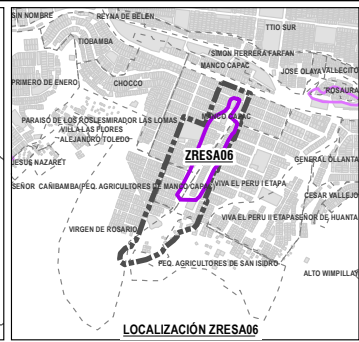 SIN NOMBRE
REYNA DE BELEN
TTIO SUR
TIOBAMBA
SIMON HERRERA FARFAN
MANCO CAPAC
JOSE OLAYA
VALLECITO
PRIMERO DE ENERO
CHOCCO
ROSAURA
PARAISO DE LOS ROSLES
MIRADOR LAS LOMAS
MANCO CAPAC
VILLA LAS FLORES
ALEJANDRO TOLEDO
ZRESA06
JESUS NAZARET
GENERAL OLLANTA
SEÑOR CAÑIBAMBA
(PEQ. AGRICULTORES DE MANCO CAPAC
VIVA EL PERU I ETAPA
CESAR VALLEJO
VIVA EL PERU II ETAPA
SEÑOR DE HUANTA
VIRGEN DE ROSARIO
PEQ. AGRICULTORES DE SAN ISIDRO
ALTO WIMPILLA
LOCALIZACIÓN ZRESA06